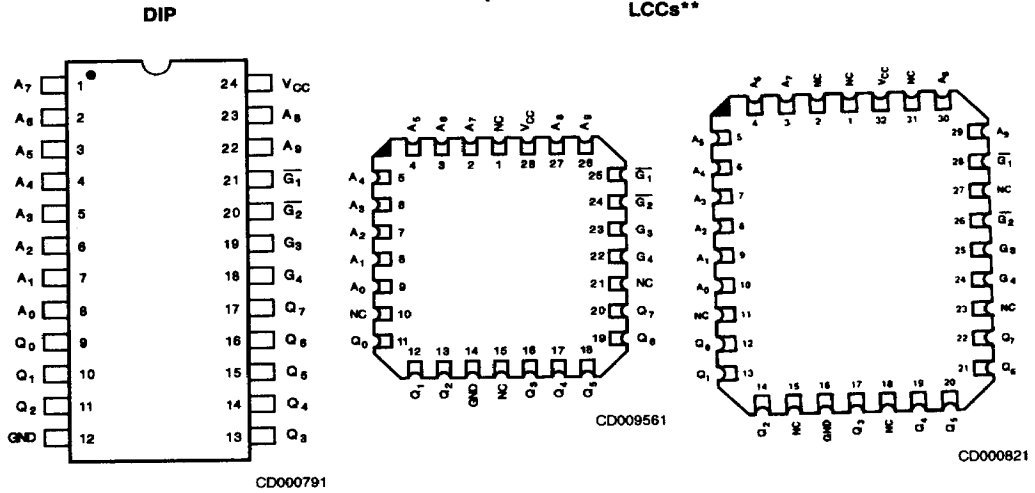 DIP
LCCs**
A7 1 24 VCC
A6 2 23 A8
A5 3 22 A9
A4 4 21 G1
A3 5 20 G2
A2 6 19 G3
A1 7 18 G4
A0 8 17 Q7
Q0 9 16 Q6
Q1 10 15 Q5
Q2 11 14 Q4
GND 12 13 Q3
CD000791
A5 A6 A7 NC VCC A8 A9
4 3 2 1 28 27 26
A4 5 25 G1
A3 6 24 G2
A2 7 23 G3
A1 8 22 G4
A0 9 21 NC
NC 10 20 Q7
Q0 11 19 Q6
12 13 14 15 16 17 18
Q1 Q2 GND NC Q3 Q4 Q5
CD009561
A6 A7 NC NC VCC NC A8
4 3 2 1 32 31 30
A5 5 29 A9
A4 6 28 G1
A3 7 27 NC
A2 8 26 G2
A1 9 25 G3
A0 10 24 G4
NC 11 23 NC
Q0 12 22 Q7
Q1 13 21 Q6
14 15 16 17 18 19 20
Q2 NC GND Q3 NC Q4 Q5
CD000821